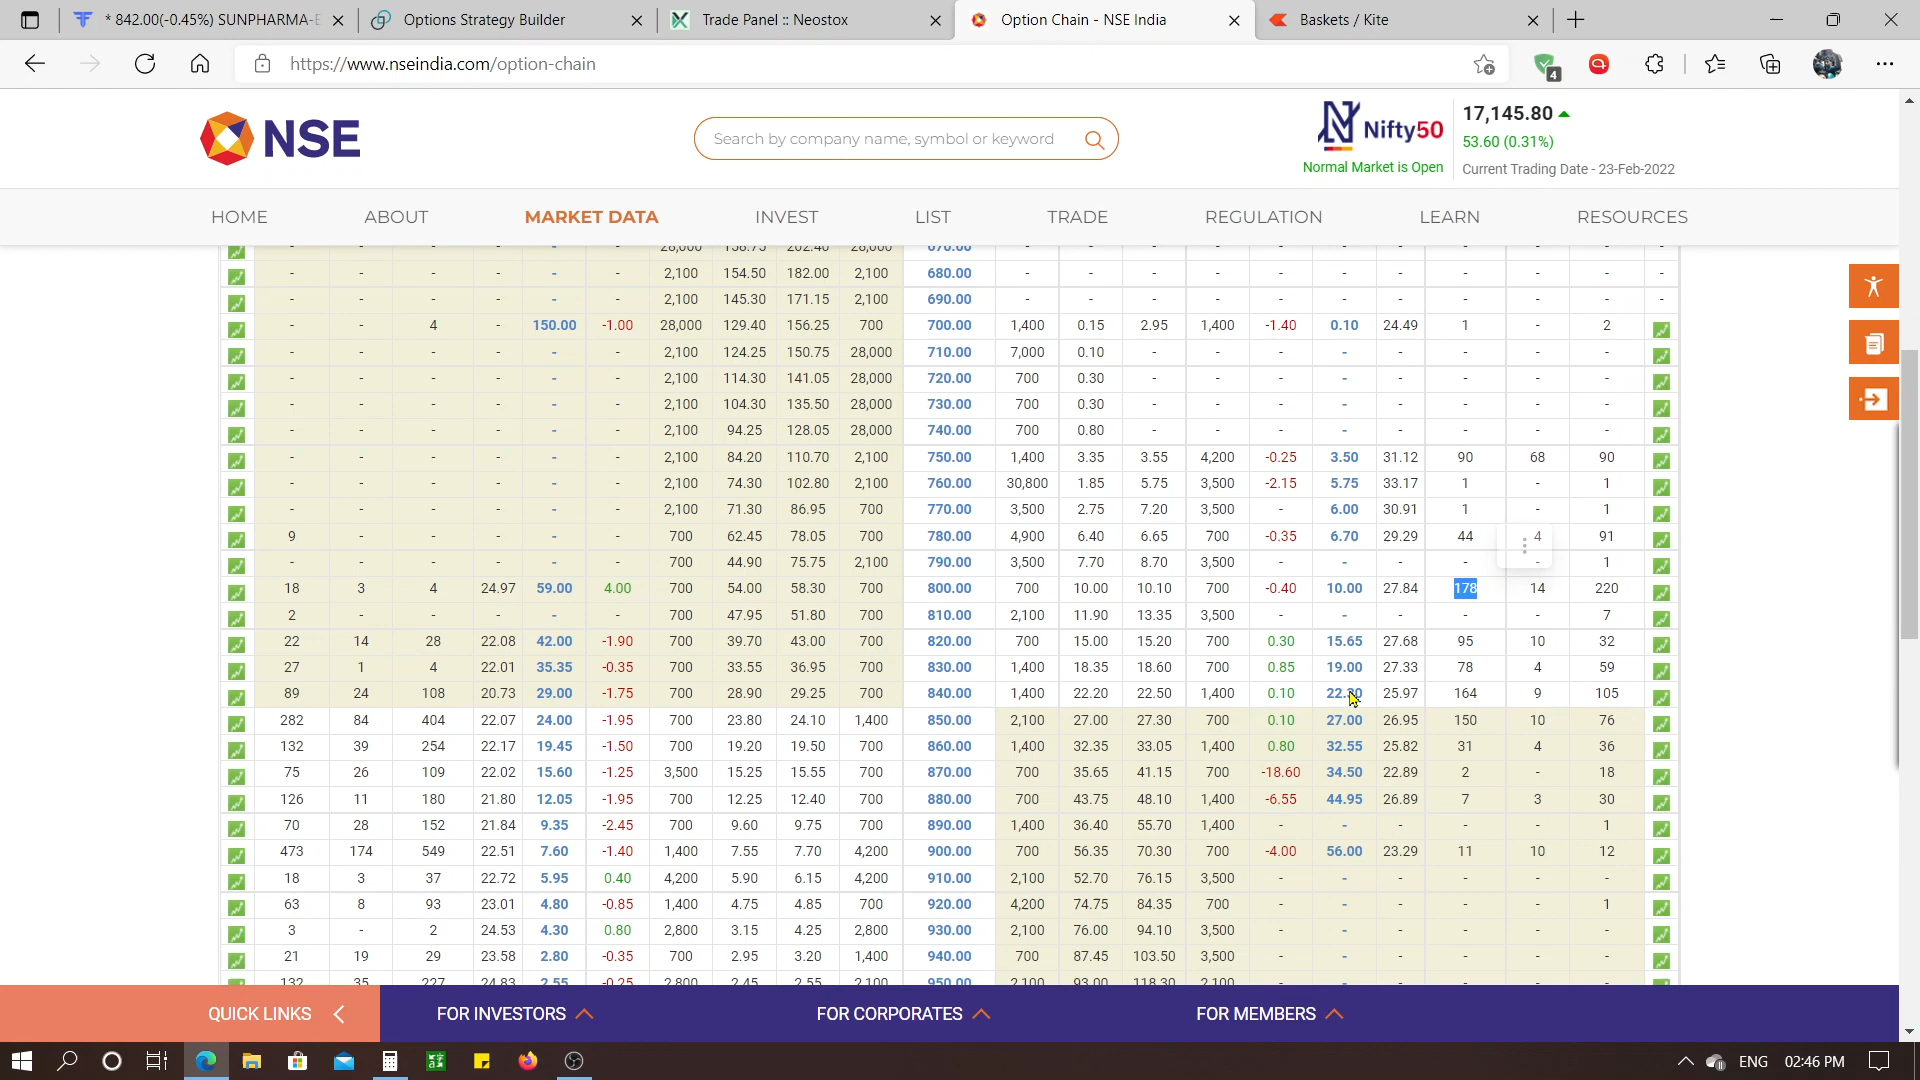 * 842.00(-0.45%) SUNPHARMA-E
Options Strategy Builder
Trade Panel :: Neostox
Option Chain - NSE India
Baskets / Kite
https://www.nseindia.com/option-chain
4
NSE
Search by company name, symbol or keyword
Nifty50
Normal Market is Open
17,145.80
53.60 (0.31%)
Current Trading Date - 23-Feb-2022
HOME ABOUT MARKET DATA INVEST LIST TRADE REGULATION LEARN RESOURCES
- - - - - - 28,000 158.75 202.40 28,000 670.00 - - - - - - - - - -
- - - - - - 2,100 154.50 182.00 2,100 680.00 - - - - - - - - - -
- - - - - - 2,100 145.30 171.15 2,100 690.00 - - - - - - - - - -
- - 4 - 150.00 -1.00 28,000 129.40 156.25 700 700.00 1,400 0.15 2.95 1,400 -1.40 0.10 24.49 1 - 2
- - - - - - 2,100 124.25 150.75 28,000 710.00 7,000 0.10 - - - - - - - -
- - - - - - 2,100 114.30 141.05 28,000 720.00 700 0.30 - - - - - - - -
- - - - - - 2,100 104.30 135.50 28,000 730.00 700 0.30 - - - - - - - -
- - - - - - 2,100 94.25 128.05 28,000 740.00 700 0.80 - - - - - - - -
- - - - - - 2,100 84.20 110.70 2,100 750.00 1,400 3.35 3.55 4,200 -0.25 3.50 31.12 90 68 90
- - - - - - 2,100 74.30 102.80 2,100 760.00 30,800 1.85 5.75 3,500 -2.15 5.75 33.17 1 - 1
- - - - - - 2,100 71.30 86.95 700 770.00 3,500 2.75 7.20 3,500 - 6.00 30.91 1 - 1
9 - - - - - 700 62.45 78.05 700 780.00 4,900 6.40 6.65 700 -0.35 6.70 29.29 44 4 91
- - - - - - 700 44.90 75.75 2,100 790.00 3,500 7.70 8.70 3,500 - - - - - 1
18 3 4 24.97 59.00 4.00 700 54.00 58.30 700 800.00 700 10.00 10.10 700 -0.40 10.00 27.84 178 14 220
2 - - - - - 700 47.95 51.80 700 810.00 2,100 11.90 13.35 3,500 - - - - - 7
22 14 28 22.08 42.00 -1.90 700 39.70 43.00 700 820.00 700 15.00 15.20 700 0.30 15.65 27.68 95 10 32
27 1 4 22.01 35.35 -0.35 700 33.55 36.95 700 830.00 1,400 18.35 18.60 700 0.85 19.00 27.33 78 4 59
89 24 108 20.73 29.00 -1.75 700 28.90 29.25 700 840.00 1,400 22.20 22.50 1,400 0.10 25.97 164 9 105
282 84 404 22.07 24.00 -1.95 700 23.80 24.10 1,400 850.00 2,100 27.00 27.30 700 0.10 27.00 26.95 150 10 76
132 39 254 22.17 19.45 -1.50 700 19.20 19.50 700 860.00 1,400 32.35 33.05 1,400 0.80 32.55 25.82 31 4 36
75 26 109 22.02 15.60 -1.25 3,500 15.25 15.55 700 870.00 700 35.65 41.15 700 -18.60 34.50 22.89 2 - 18
126 11 180 21.80 12.05 -1.95 700 12.25 12.40 700 880.00 700 43.75 48.10 1,400 -6.55 44.95 26.89 7 3 30
70 28 152 21.84 9.35 -2.45 700 9.60 9.75 700 890.00 1,400 36.40 55.70 1,400 - - - - - 1
473 174 549 22.51 7.60 -1.40 1,400 7.55 7.70 4,200 900.00 700 56.35 70.30 700 -4.00 56.00 23.29 11 10 12
18 3 37 22.72 5.95 0.40 4,200 5.90 6.15 4,200 910.00 2,100 52.70 76.15 3,500 - - - - - -
63 8 93 23.01 4.80 -0.85 1,400 4.75 4.85 700 920.00 4,200 74.75 84.35 700 - - - - - 1
3 - 2 24.53 4.30 0.80 2,800 3.15 4.25 2,800 930.00 2,100 76.00 94.10 3,500 - - - - - -
21 19 29 23.58 2.80 -0.35 700 2.95 3.20 1,400 940.00 700 87.45 103.50 3,500 - - - - - -
132 35 227 24.83 2.55 -0.25 2,800 2.45 2.55 2,100 950.00 2,100 93.00 118.30 2,100 - - - - - -
QUICK LINKS FOR INVESTORS FOR CORPORATES FOR MEMBERS
ENG 02:46 PM